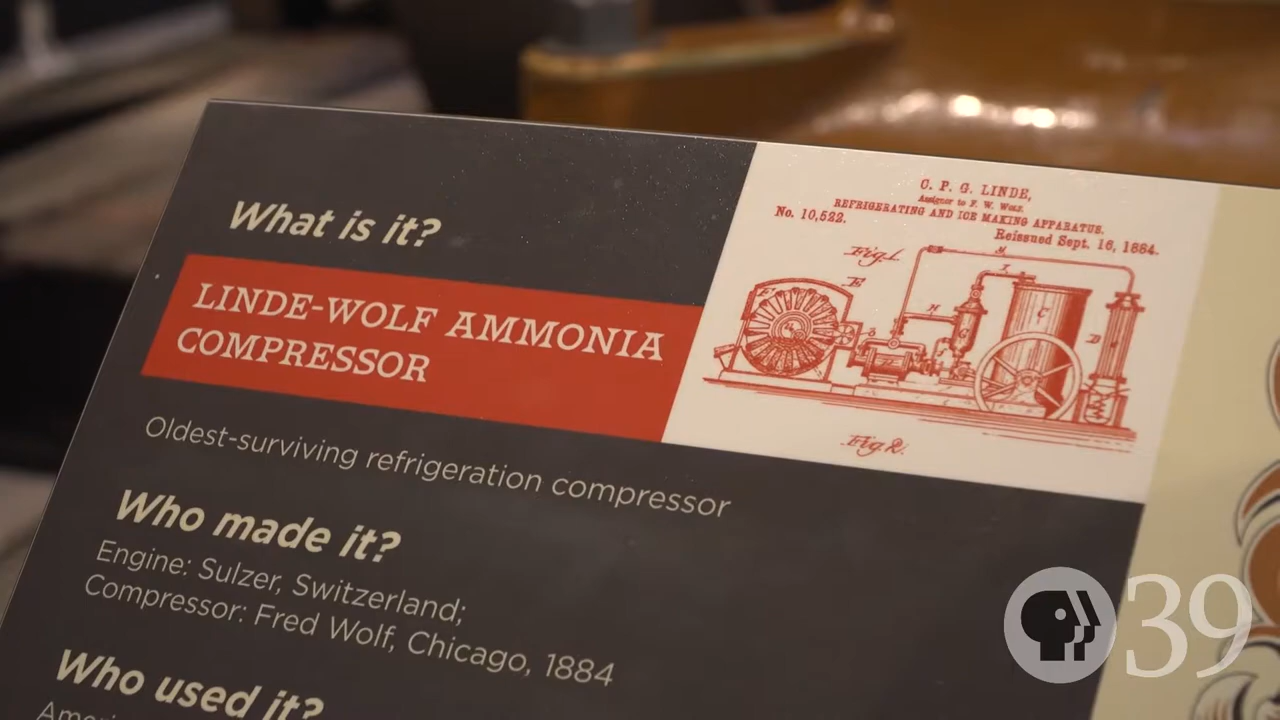 What is it?
LINDE-WOLF AMMONIA
COMPRESSOR
Oldest-surviving refrigeration compressor
Who made it?
Engine: Sulzer, Switzerland;
Compressor: Fred Wolf, Chicago, 1884
Who used it?
C. P. G. LINDE,
Assignor to F. W. Wolf.
REFRIGERATING AND ICE MAKING APPARATUS.
No. 10,522.
Reissued Sept. 16, 1884.
Fig. 1
Fig. 2.
39